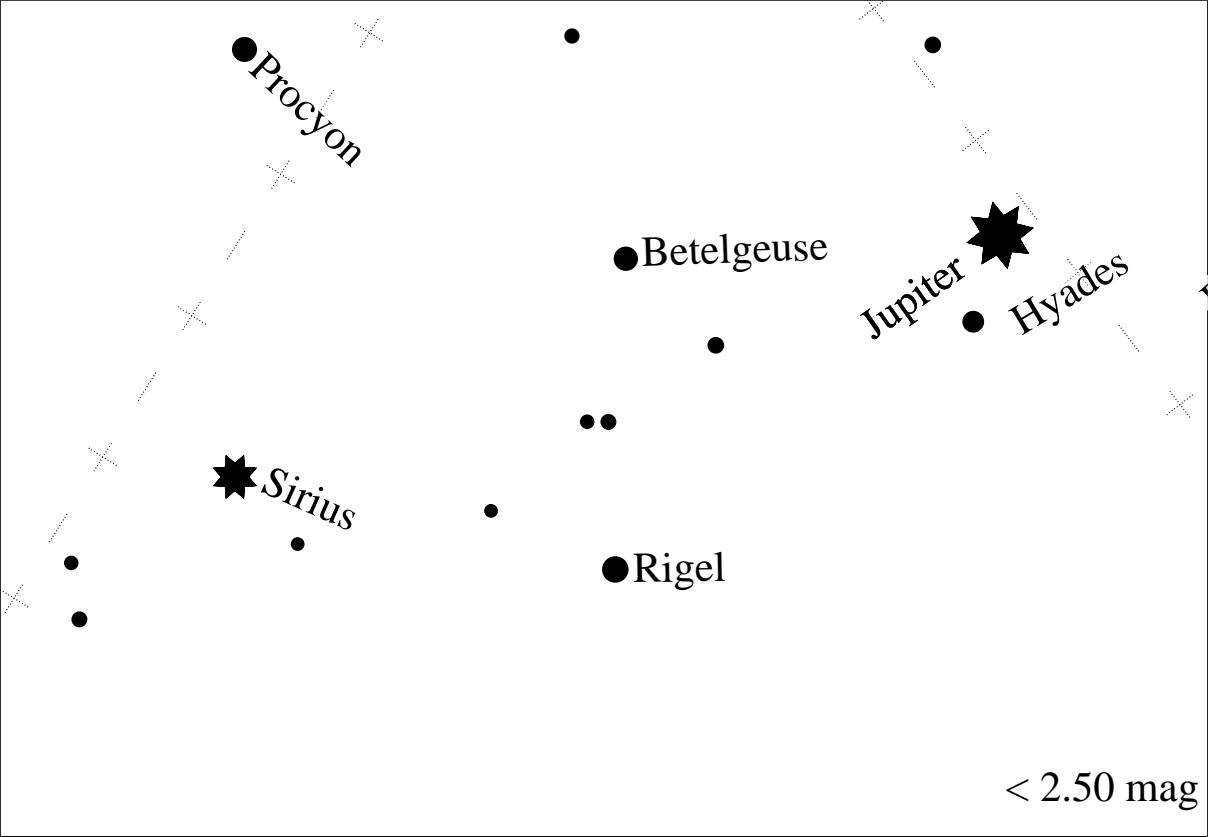 Procyon
Betelgeuse
Jupiter
Hyades
Sirius
Rigel
< 2.50 mag